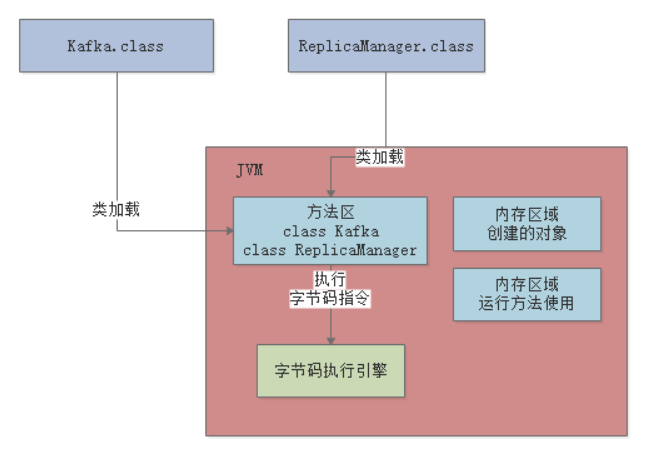 Kafka.class
ReplicaManager.class
类加载
JVM
类加载
方法区
class Kafka
class ReplicaManager
内存区域
创建的对象
执行
字节码指令
内存区域
运行方法使用
字节码执行引擎